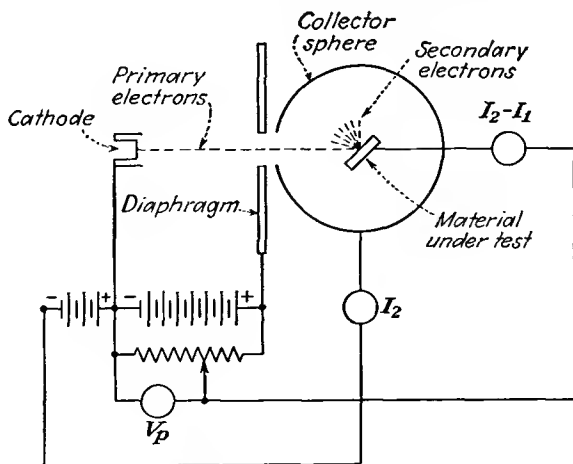 Collector
sphere
Secondary
electrons
Primary
electrons
I₂-I₁
Cathode
Diaphragm
Material
under test
- + - +
I₂
Vp